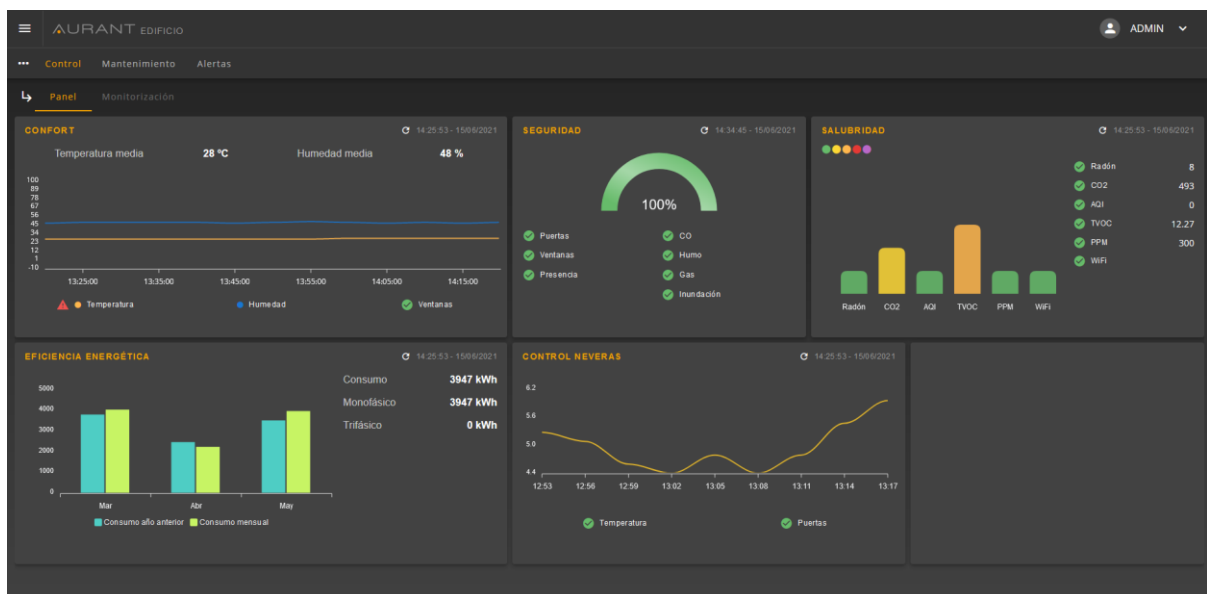 AURANT EDIFICIO
ADMIN
Control Mantenimiento Alertas
Panel Monitorización
CONFORT 14:25:53 - 15/06/2021
Temperatura media 28 ºC Humedad media 48 %
100
89
78
67
56
45
34
23
12
1
-10
13:25:00 13:35:00 13:45:00 13:55:00 14:05:00 14:15:00
Temperatura Humedad Ventanas
SEGURIDAD 14:34:45 - 15/06/2021
100%
Puertas CO
Ventanas Humo
Presencia Gas
Inundación
SALUBRIDAD 14:25:53 - 15/06/2021
Radón 8
CO2 493
AQI 0
TVOC 12.27
PPM 300
WiFi
Radón CO2 AQI TVOC PPM WiFi
EFICIENCIA ENERGÉTICA 14:25:53 - 15/06/2021
Consumo 3947 kWh
Monofásico 3947 kWh
Trifásico 0 kWh
5000
4000
3000
2000
1000
0
Mar Abr May
Consumo año anterior Consumo mensual
CONTROL NEVERAS 14:25:53 - 15/06/2021
6.2
5.6
5.0
4.4
12:53 12:56 12:59 13:02 13:05 13:08 13:11 13:14 13:17
Temperatura Puertas